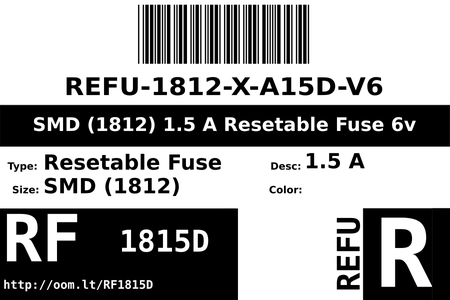 REFU-1812-X-A15D-V6
SMD (1812) 1.5 A Resetable Fuse 6v
Type: Resetable Fuse
Desc: 1.5 A
Size: SMD (1812)
Color:
RF
1815D
http://oom.lt/RF1815D
REFU
R